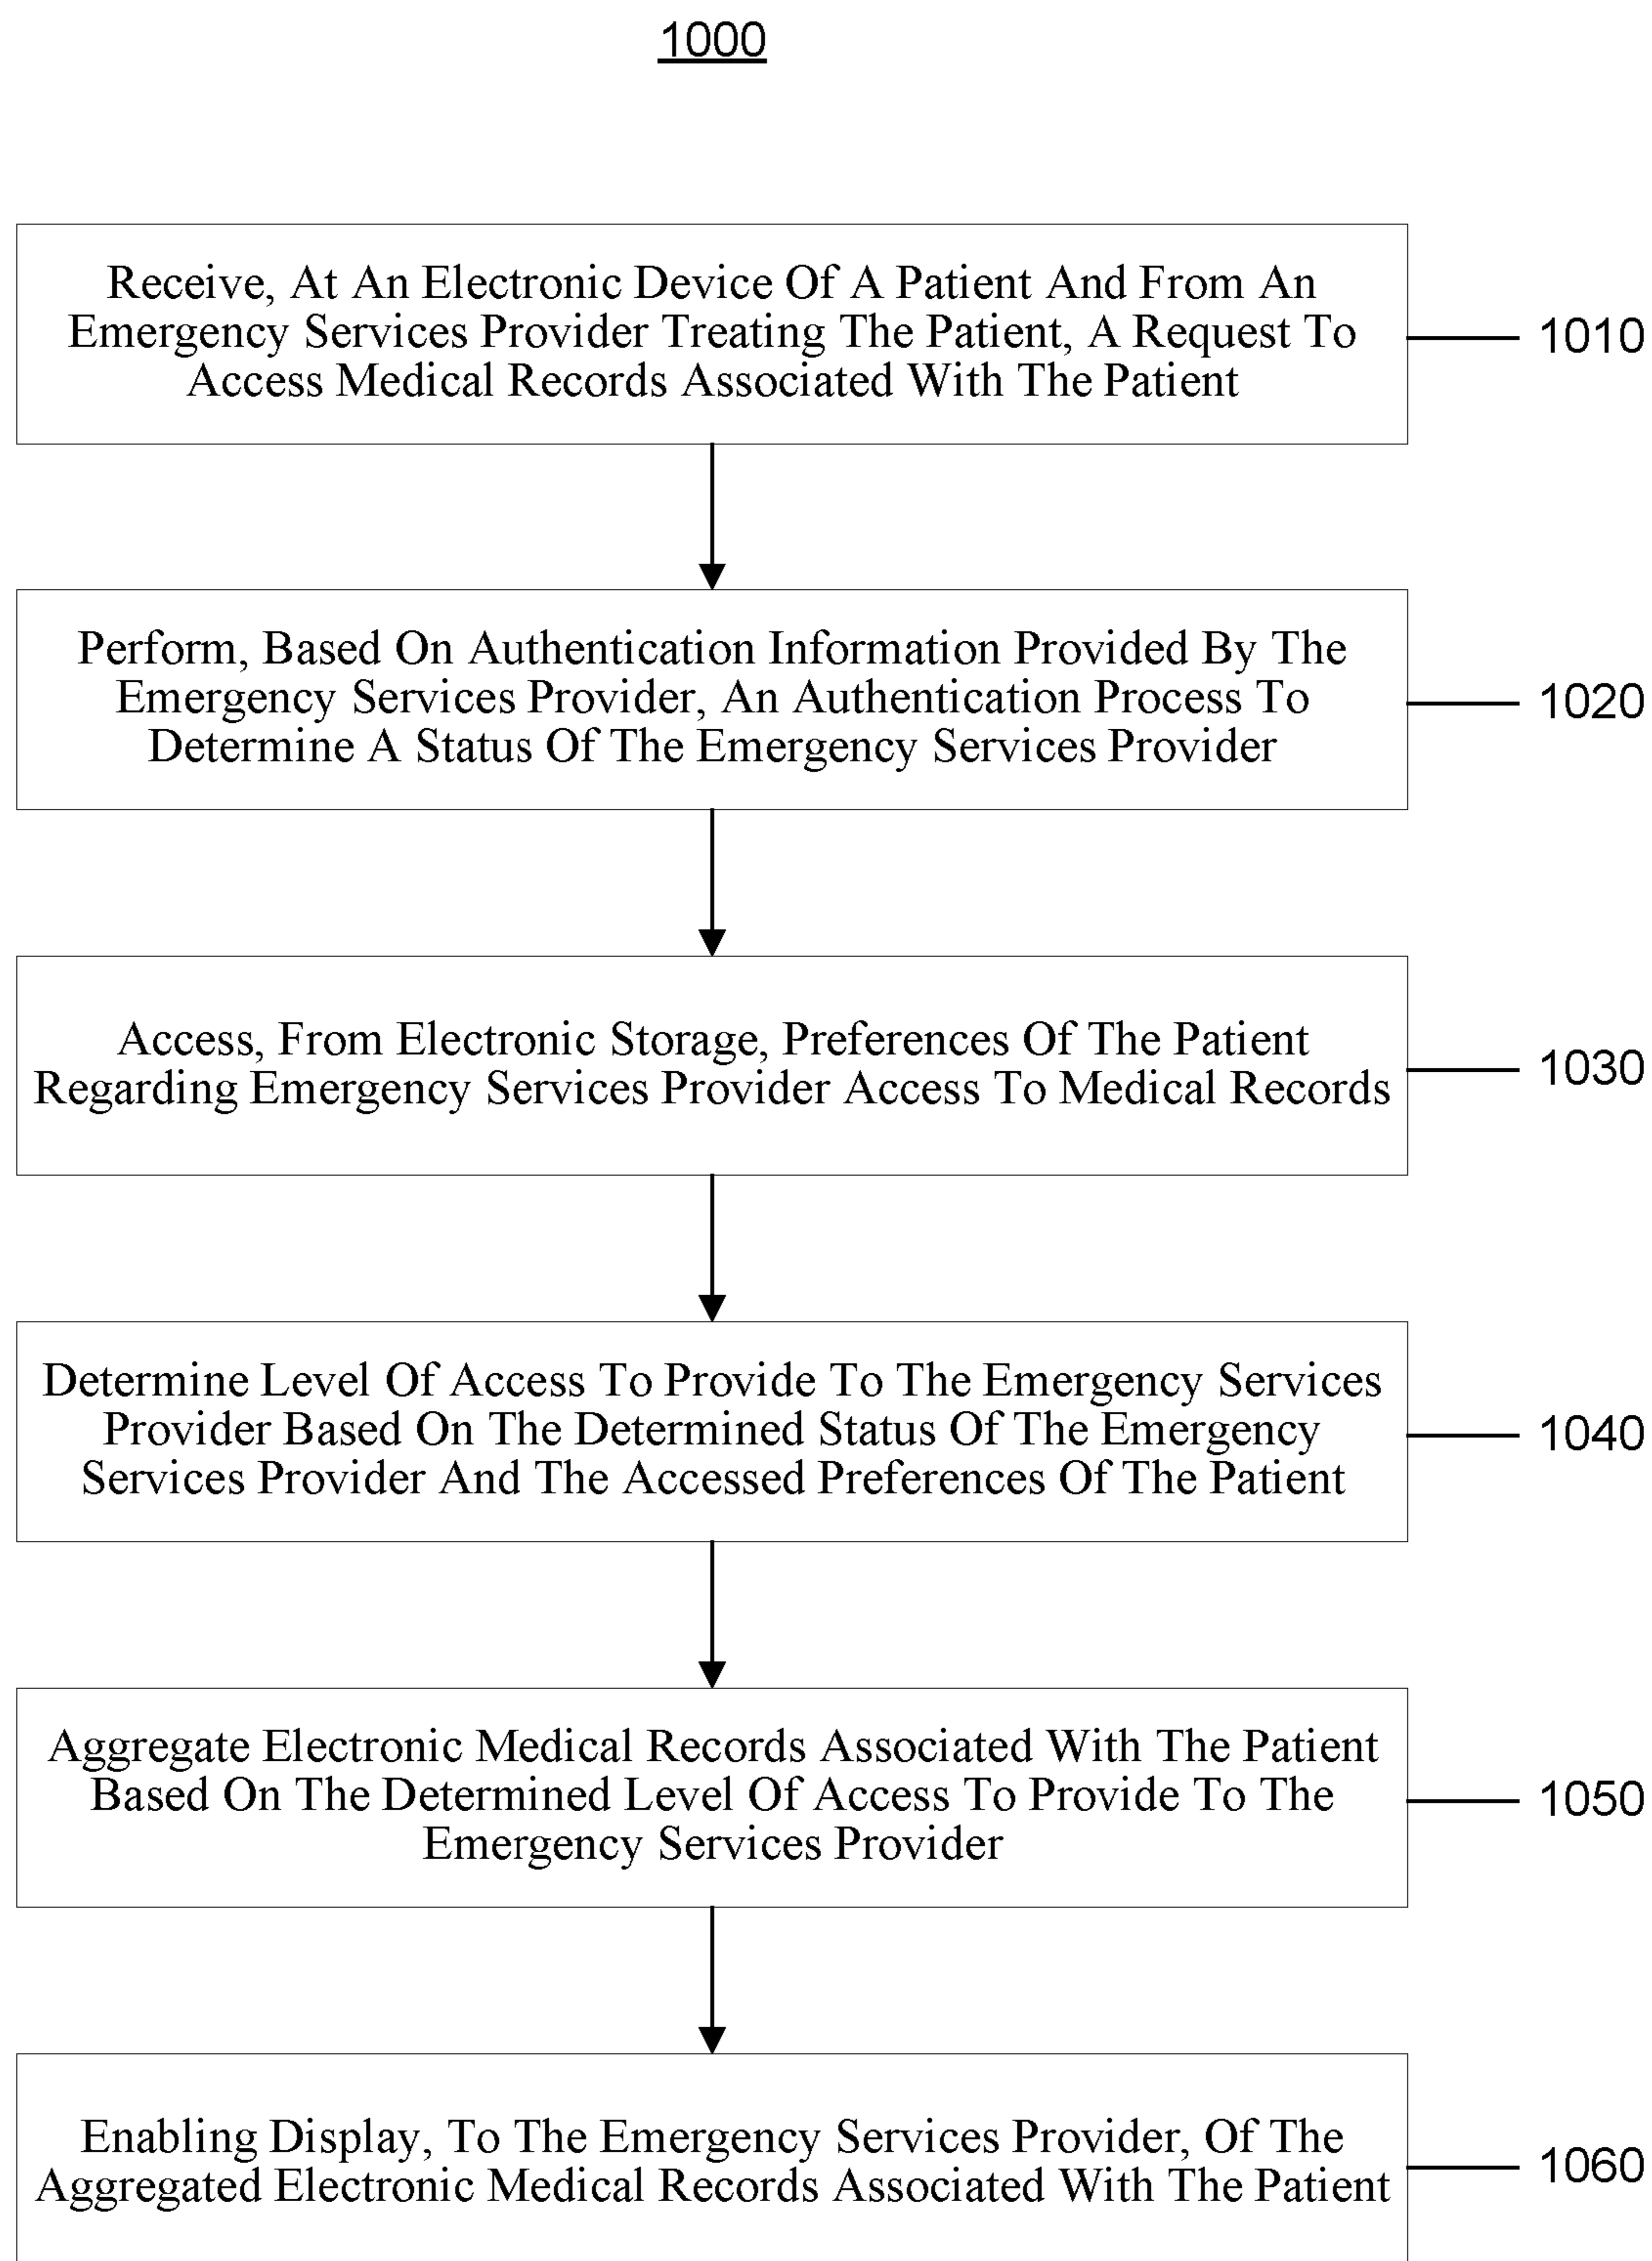 1000
Receive, At An Electronic Device Of A Patient And From An
Emergency Services Provider Treating The Patient, A Request To
Access Medical Records Associated With The Patient
1010
Perform, Based On Authentication Information Provided By The
Emergency Services Provider, An Authentication Process To
Determine A Status Of The Emergency Services Provider
1020
Access, From Electronic Storage, Preferences Of The Patient
Regarding Emergency Services Provider Access To Medical Records
1030
Determine Level Of Access To Provide To The Emergency Services
Provider Based On The Determined Status Of The Emergency
Services Provider And The Accessed Preferences Of The Patient
1040
Aggregate Electronic Medical Records Associated With The Patient
Based On The Determined Level Of Access To Provide To The
Emergency Services Provider
1050
Enabling Display, To The Emergency Services Provider, Of The
Aggregated Electronic Medical Records Associated With The Patient
1060